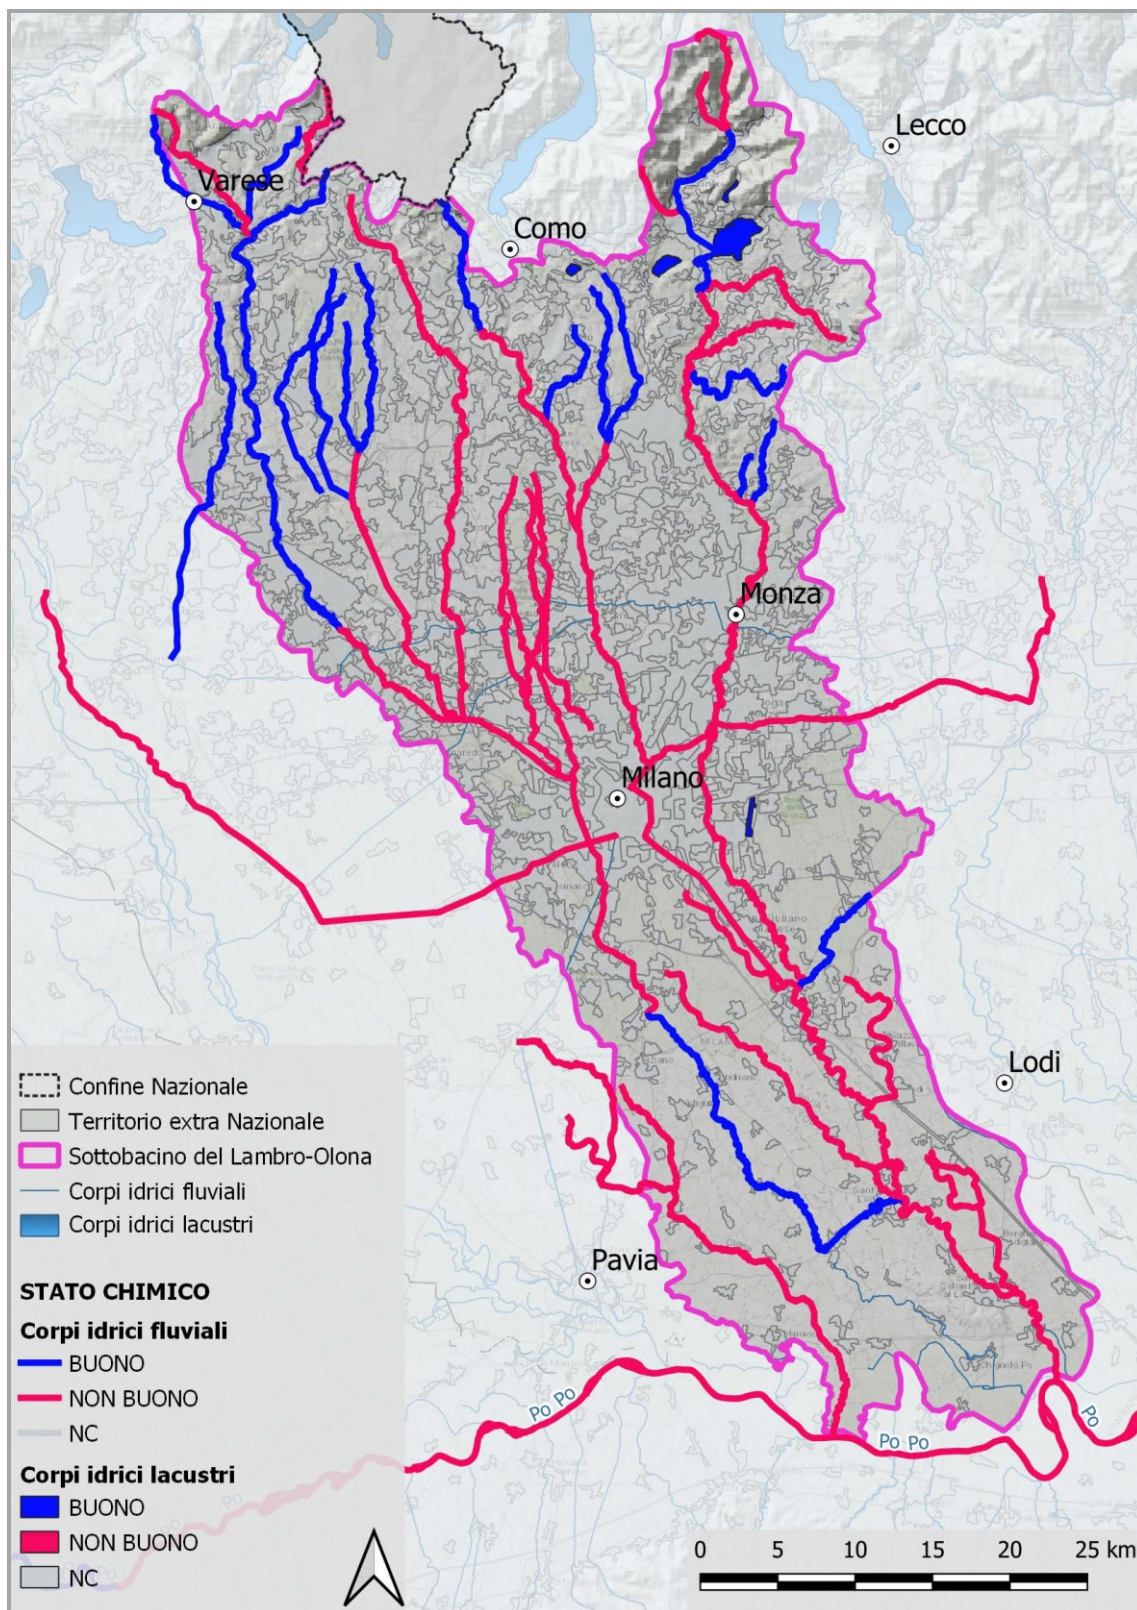 Lecco
Varese
Como
Monza
Milano
Lodi
Pavia
Confine Nazionale
Territorio extra Nazionale
Sottobacino del Lambro-Olona
Corpi idrici fluviali
Corpi idrici lacustri
STATO CHIMICO
Corpi idrici fluviali
BUONO
NON BUONO
NC
Corpi idrici lacustri
BUONO
NON BUONO
NC
Po Po
Po Po
Po
0 5 10 15 20 25 km